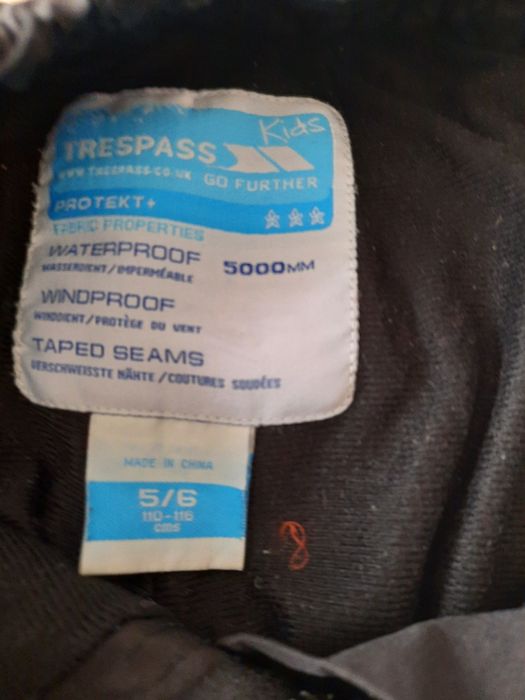 Kids
TRESPASS
www.TRESPASS.CO.UK GO FURTHER
PROTEKT+
FABRIC PROPERTIES
WATERPROOF 5000MM
WASSERDICHT/IMPERMÉABLE
WINDPROOF
WINDDICHT/PROTÈGE DU VENT
TAPED SEAMS
VERSCHWEISSTE NÄHTE/COUTURES SOUDÉES
MADE IN CHINA
5/6
110-116
cms